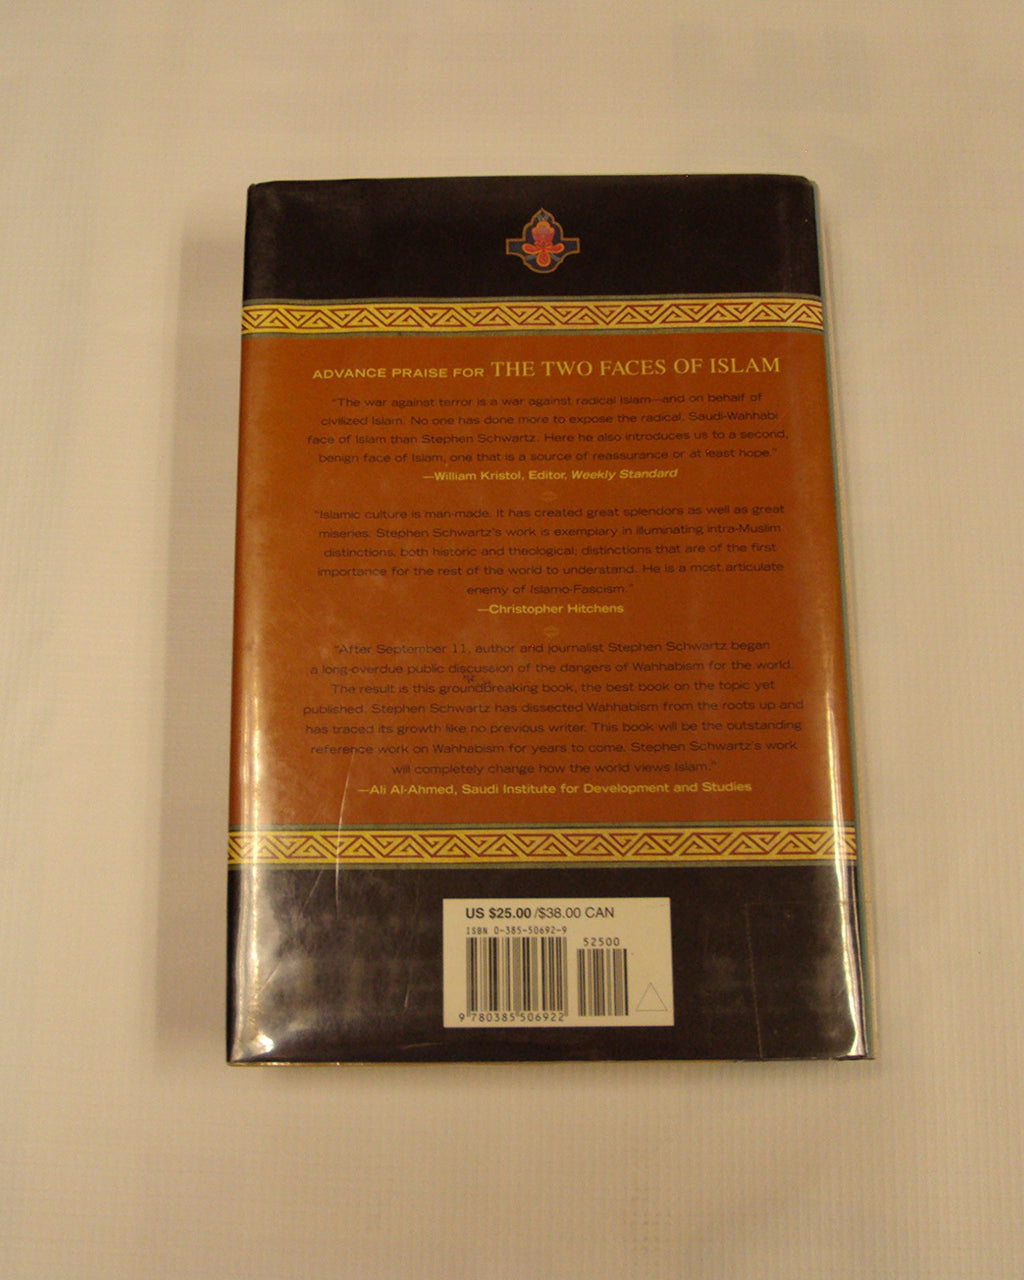 ADVANCE PRAISE FOR THE TWO FACES OF ISLAM
"The war against terror is a war against radical Islam—and on behalf of
civilized Islam. No one has done more to expose the radical, Saudi-Wahhabi
face of Islam than Stephen Schwartz. Here he also introduces us to a second,
benign face of Islam, one that is a source of reassurance or at least hope."
—William Kristol, Editor, Weekly Standard
"Islamic culture is man-made. It has created great splendors as well as great
miseries. Stephen Schwartz's work is exemplary in illuminating intra-Muslim
distinctions, both historic and theological; distinctions that are of the first
importance for the rest of the world to understand. He is a most articulate
enemy of Islamo-Fascism."
—Christopher Hitchens
"After September 11, author and journalist Stephen Schwartz began
a long-overdue public discussion of the dangers of Wahhabism for the world.
The result is this groundbreaking book, the best book on the topic yet
published. Stephen Schwartz has dissected Wahhabism from the roots up and
has traced its growth like no previous writer. This book will be the outstanding
reference work on Wahhabism for years to come. Stephen Schwartz's work
will completely change how the world views Islam."
—Ali Al-Ahmed, Saudi Institute for Development and Studies
US $25.00/$38.00 CAN
ISBN 0-385-50692-9
52500
9 780385 506922